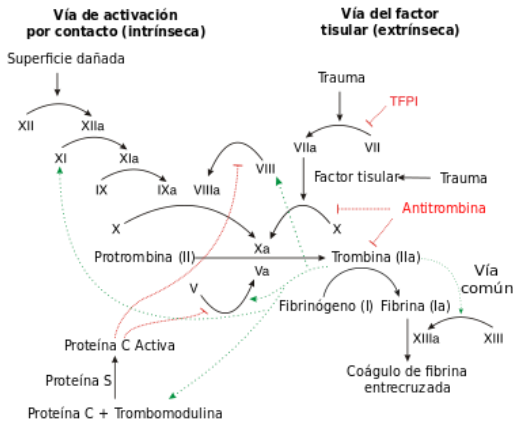 Vía de activación
por contacto (intrínseca)
Vía del factor
tisular (extrínseca)
Superficie dañada
Trauma
TFPI
XII
XIIa
VIIa
VII
XI
XIa
VIII
IX
IXa
VIIIa
Factor tisular
Trauma
Antitrombina
X
X
Xa
Protrombina (II)
Trombina (IIa)
Va
Vía
común
V
Fibrinógeno (I)
Fibrina (Ia)
XIIIa
XIII
Proteína C Activa
Coágulo de fibrina
entrecruzada
Proteína S
Proteína C + Trombomodulina